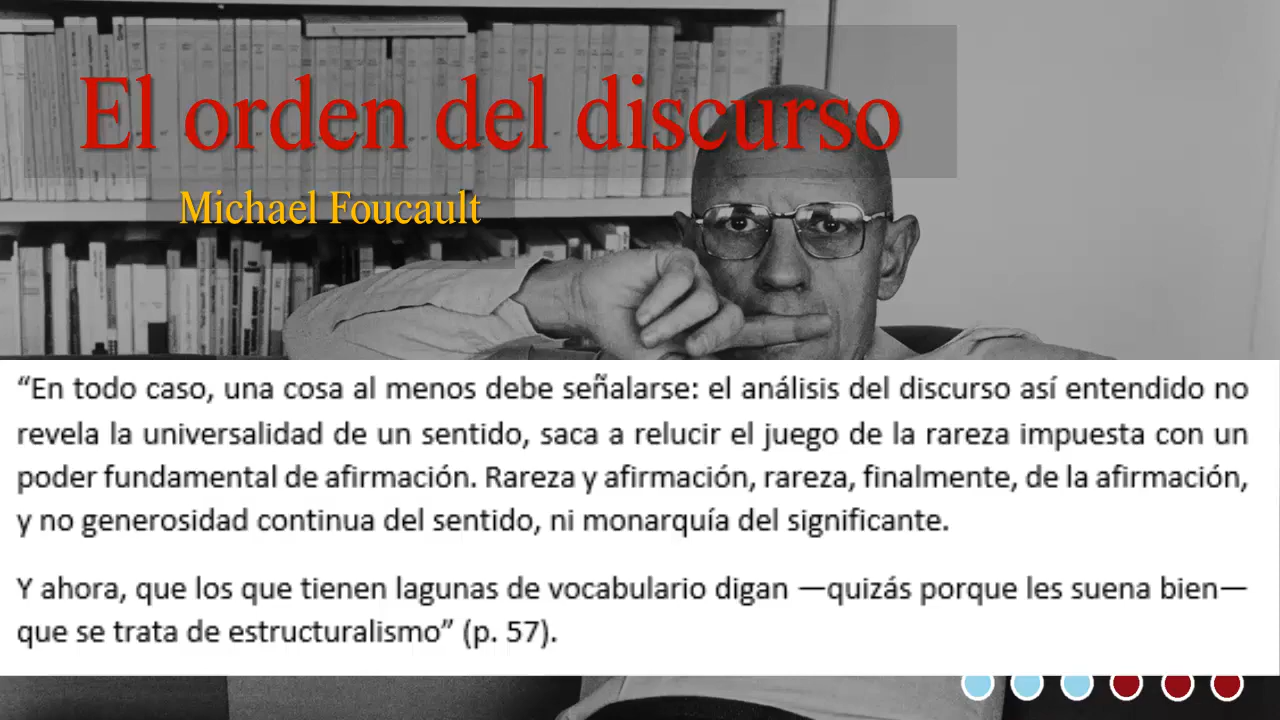 El orden del discurso
Michael Foucault
“En todo caso, una cosa al menos debe señalarse: el análisis del discurso así entendido no
revela la universalidad de un sentido, saca a relucir el juego de la rareza impuesta con un
poder fundamental de afirmación. Rareza y afirmación, rareza, finalmente, de la afirmación,
y no generosidad continua del sentido, ni monarquía del significante.
Y ahora, que los que tienen lagunas de vocabulario digan —quizás porque les suena bien—
que se trata de estructuralismo” (p. 57).